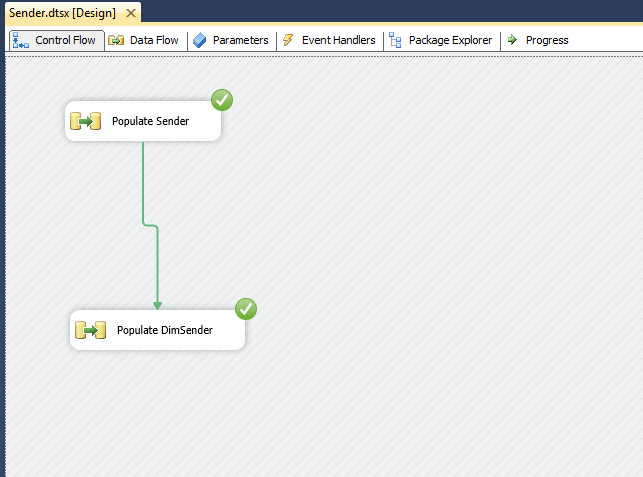 Sender.dtsx [Design]
Control Flow Data Flow Parameters Event Handlers Package Explorer Progress
Populate Sender
Populate DimSender